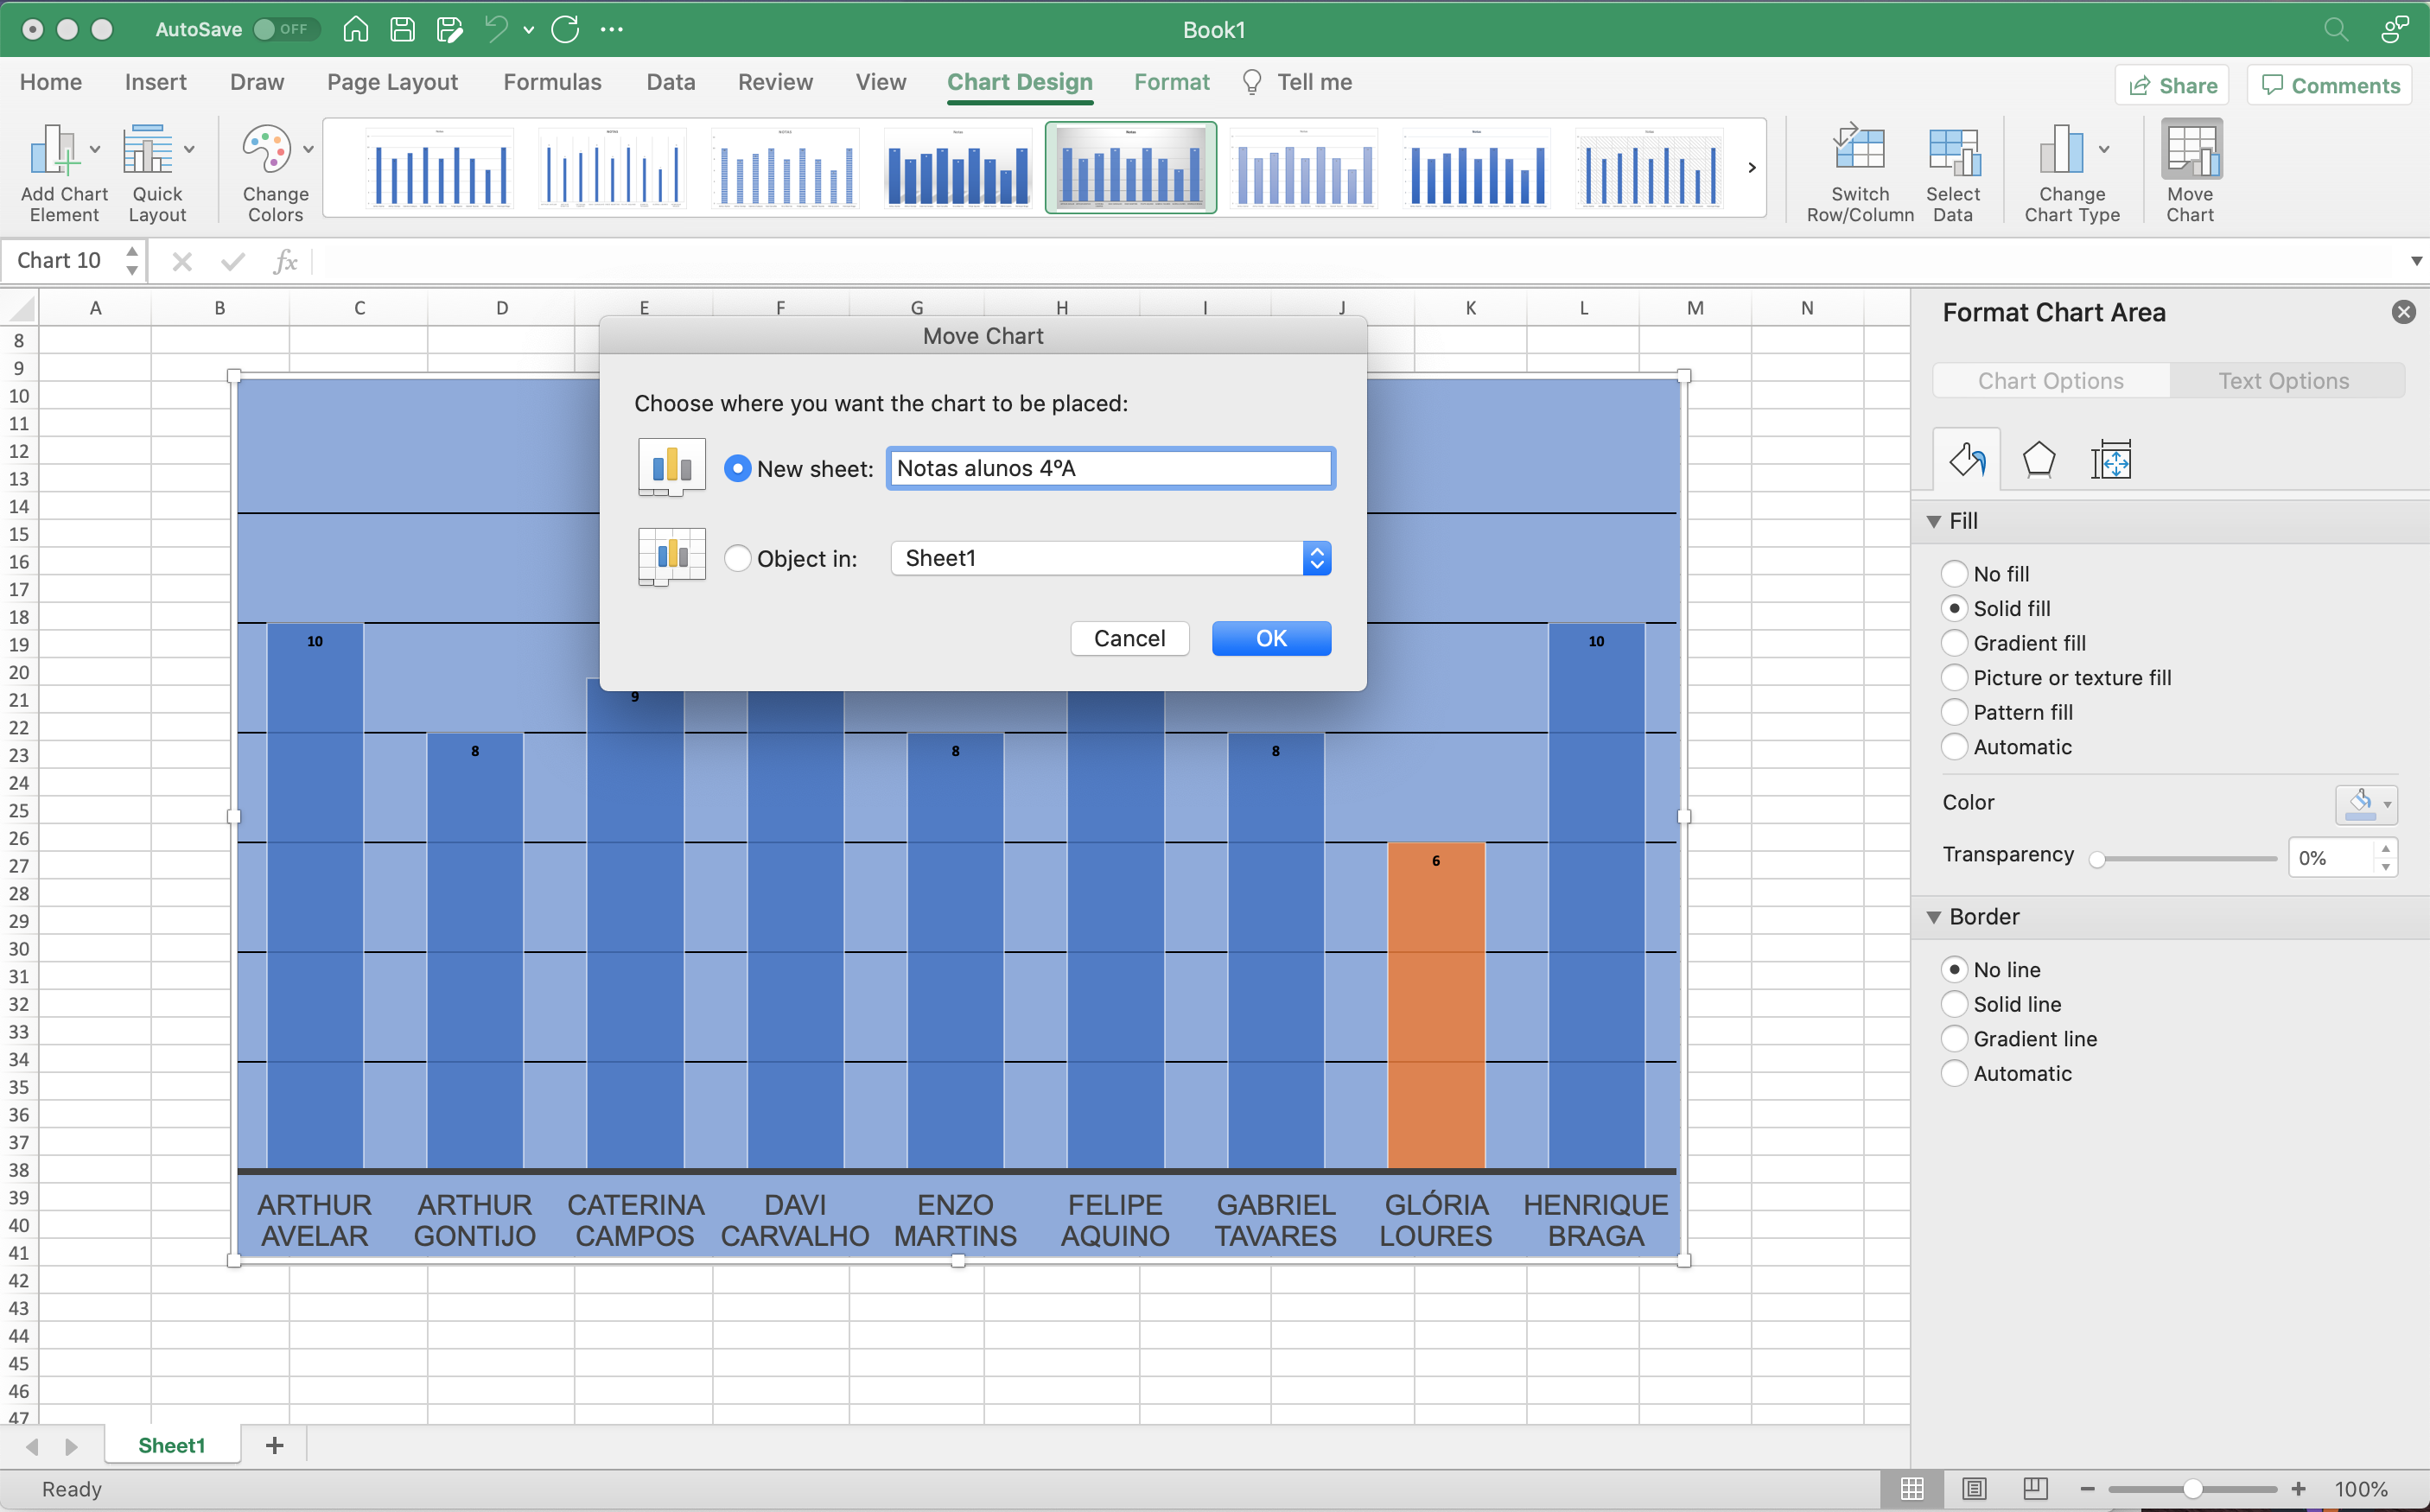 AutoSave OFF
Book1
Home Insert Draw Page Layout Formulas Data Review View Chart Design Format Tell me Share Comments
Add Chart Element
Quick Layout
Change Colors
Switch Row/Column
Select Data
Change Chart Type
Move Chart
Chart 10
fx
A B C D E F G H I J K L M N
8
9
10
11
12
13
14
15
16
17
18
19
20
21
22
23
24
25
26
27
28
29
30
31
32
33
34
35
36
37
38
39
40
41
42
43
44
45
46
47
Move Chart
Choose where you want the chart to be placed:
New sheet: Notas alunos 4ºA
Object in: Sheet1
Cancel OK
10 10
9
8 8 8
6
ARTHUR AVELAR
ARTHUR GONTIJO
CATERINA CAMPOS
DAVI CARVALHO
ENZO MARTINS
FELIPE AQUINO
GABRIEL TAVARES
GLÓRIA LOURES
HENRIQUE BRAGA
Format Chart Area
Chart Options Text Options
Fill
No fill
Solid fill
Gradient fill
Picture or texture fill
Pattern fill
Automatic
Color
Transparency 0%
Border
No line
Solid line
Gradient line
Automatic
Sheet1
Ready
100%